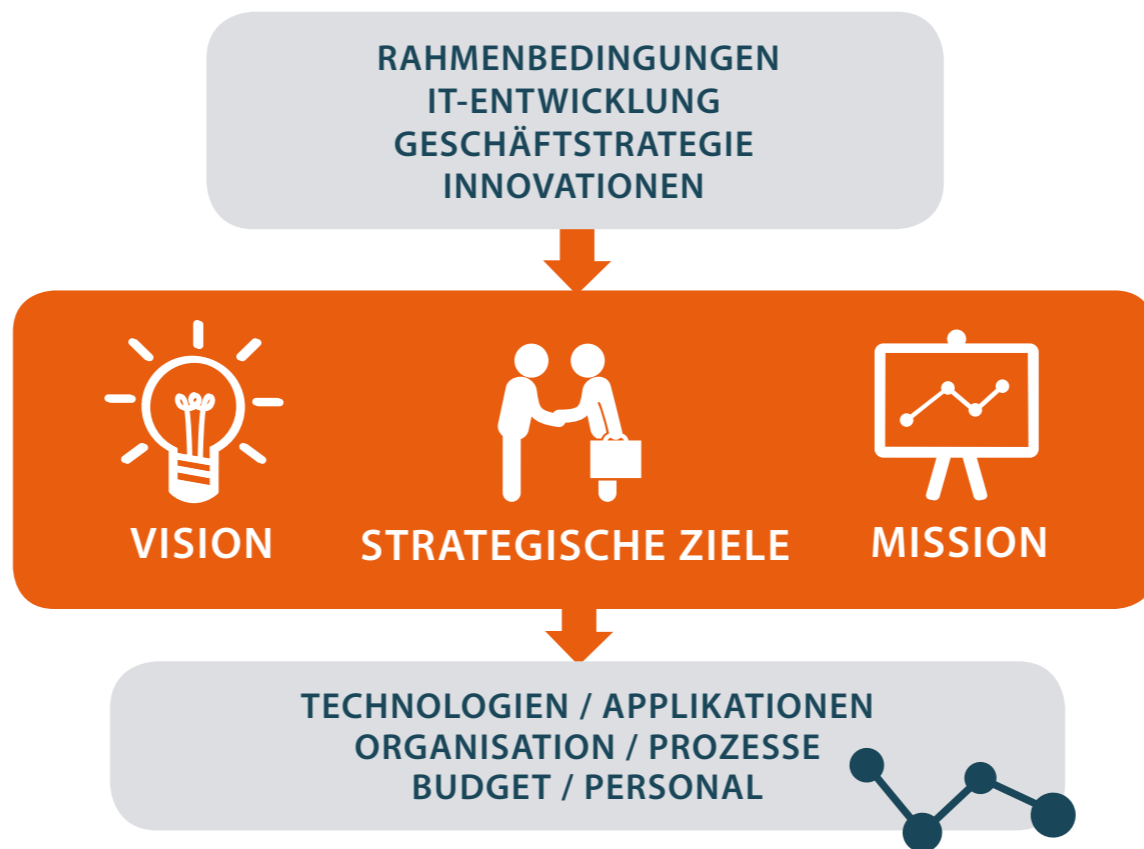 RAHMENBEDINGUNGEN
IT-ENTWICKLUNG
GESCHÄFTSTRATEGIE
INNOVATIONEN
VISION
STRATEGISCHE ZIELE
MISSION
TECHNOLOGIEN / APPLIKATIONEN
ORGANISATION / PROZESSE
BUDGET / PERSONAL